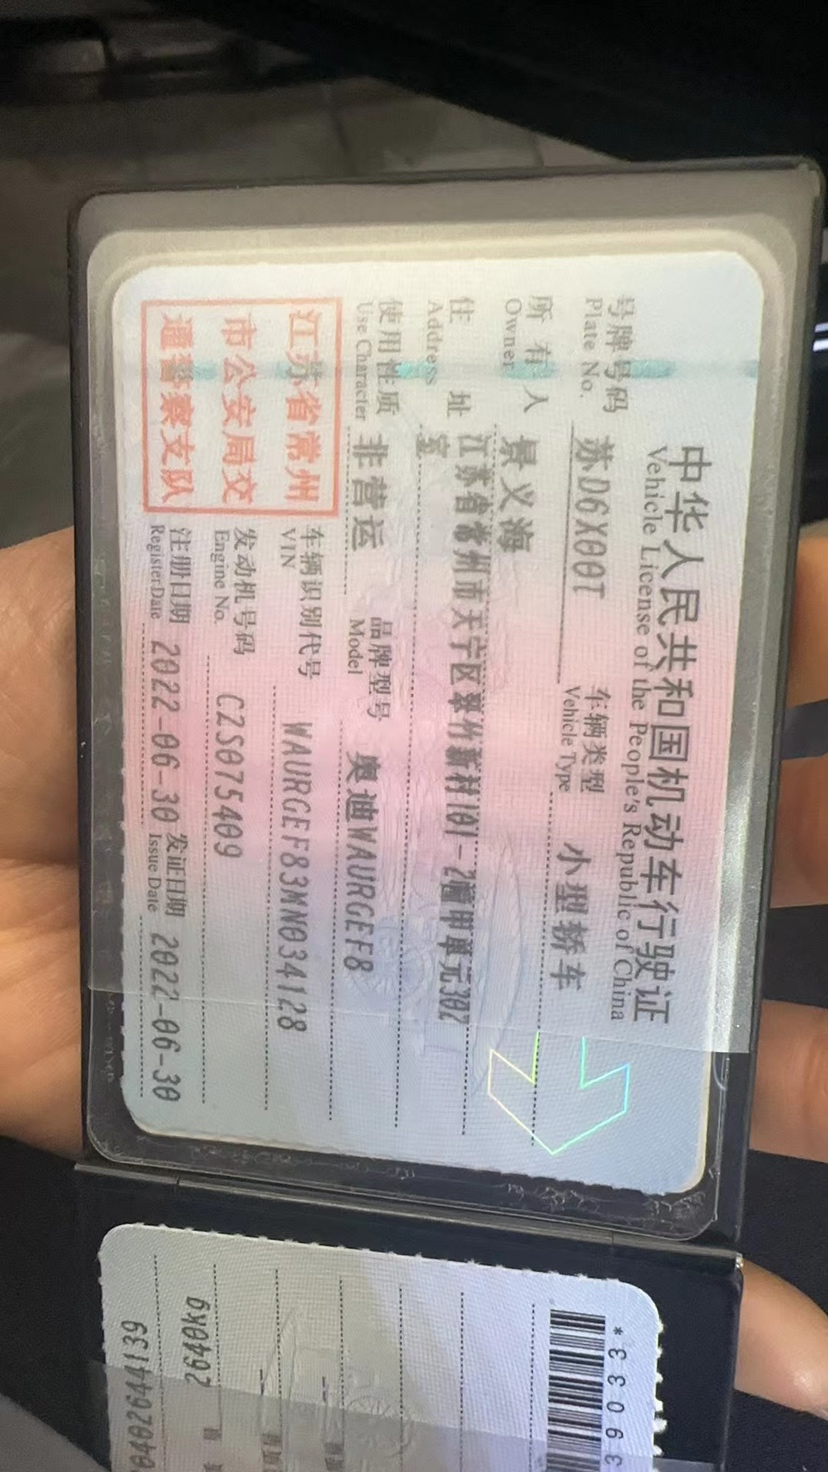 中华人民共和国机动车行驶证
Vehicle License of the People's Republic of China
号牌号码 苏D6X00T 车辆类型 小型轿车
Plate No. Vehicle Type
所有人 景义海
Owner
住址 江苏省常州市天宁区翠竹新村101-2幢甲单元302
Address 室
使用性质 非营运 品牌型号 奥迪WAURGEF8
Use Character Model
江苏省常州
市公安局交
通警察支队
车辆识别代号 WAURGEF83MN034128
VIN
发动机号码 CZS075409
Engine No.
注册日期 2022-06-30 发证日期 2022-06-30
Register Date Issue Date
39033*
2640kg
0402644139